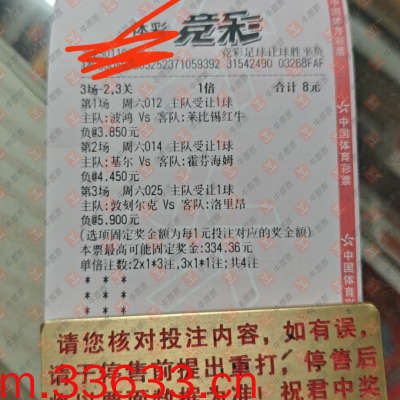 体彩 竞彩
竞彩足球让球胜平负
03252371059392 31542490 03268FAF
3场-2,3关 1倍 合计 8元
第1场 周六012 主队受让1球
主队:波鸿 Vs 客队:莱比锡红牛
负@3.850元
第2场 周六014 主队受让1球
主队:基尔 Vs 客队:霍芬海姆
负@4.450元
第3场 周六025 主队受让1球
主队:敦刻尔克 Vs 客队:洛里昂
负@5.900元
(选项固定奖金额为每1元投注对应的奖金额)
本票最高可能固定奖金:334.36元
单倍注数:2x1*3注,3x1*1注;共4注
* * *
* * *
* * *
中国体育彩票
中国体育
请您核对投注内容，如有误，
停售前提出重打，停售后
祝君中奖
m.33633.cn